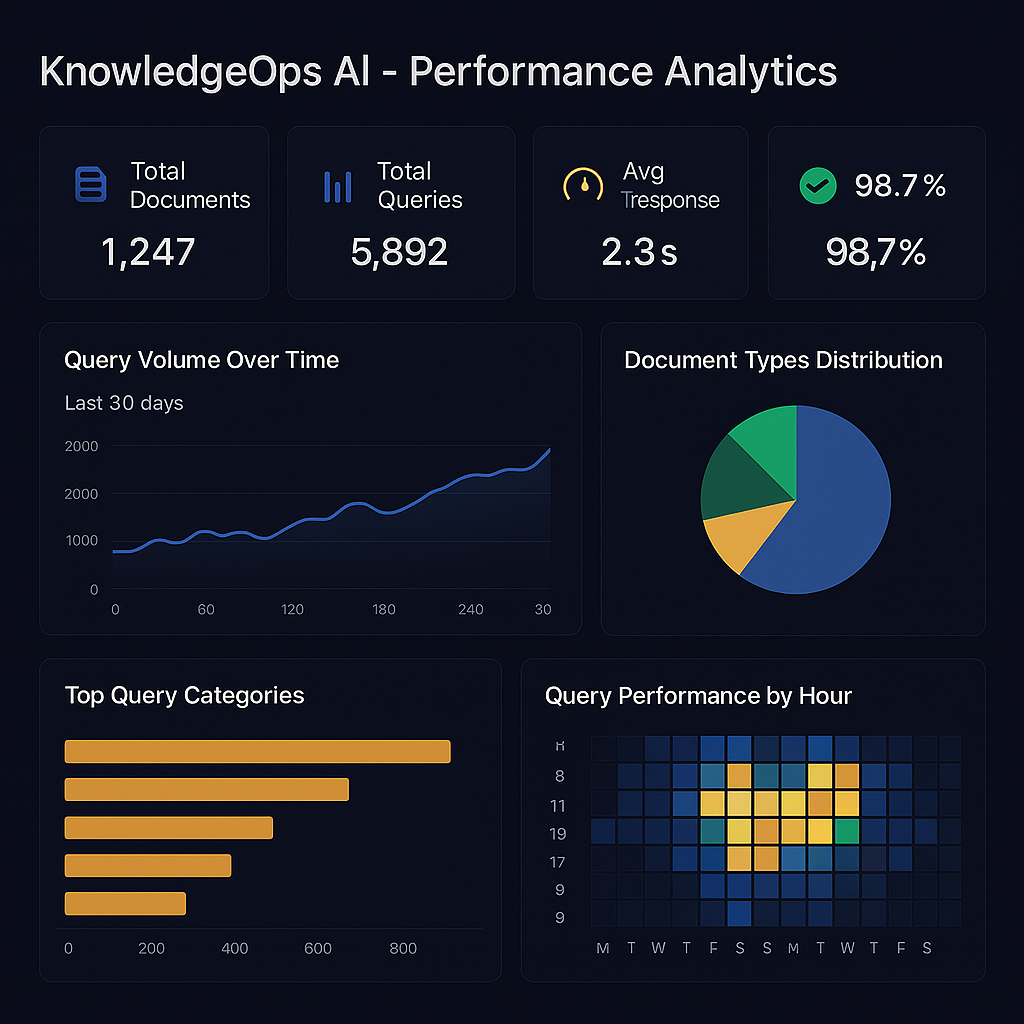 KnowledgeOps AI - Performance Analytics
Total
Documents
1,247
Total
Queries
5,892
Avg
Tresponse
2.3 s
98.7 %
98,7%
Query Volume Over Time
Last 30 days
2000
2000
1000
0
0 60 120 180 240 30
Document Types Distribution
Top Query Categories
0 200 400 600 800
Query Performance by Hour
8
11
19
17
9
9
M T W T F S S M T W T F S